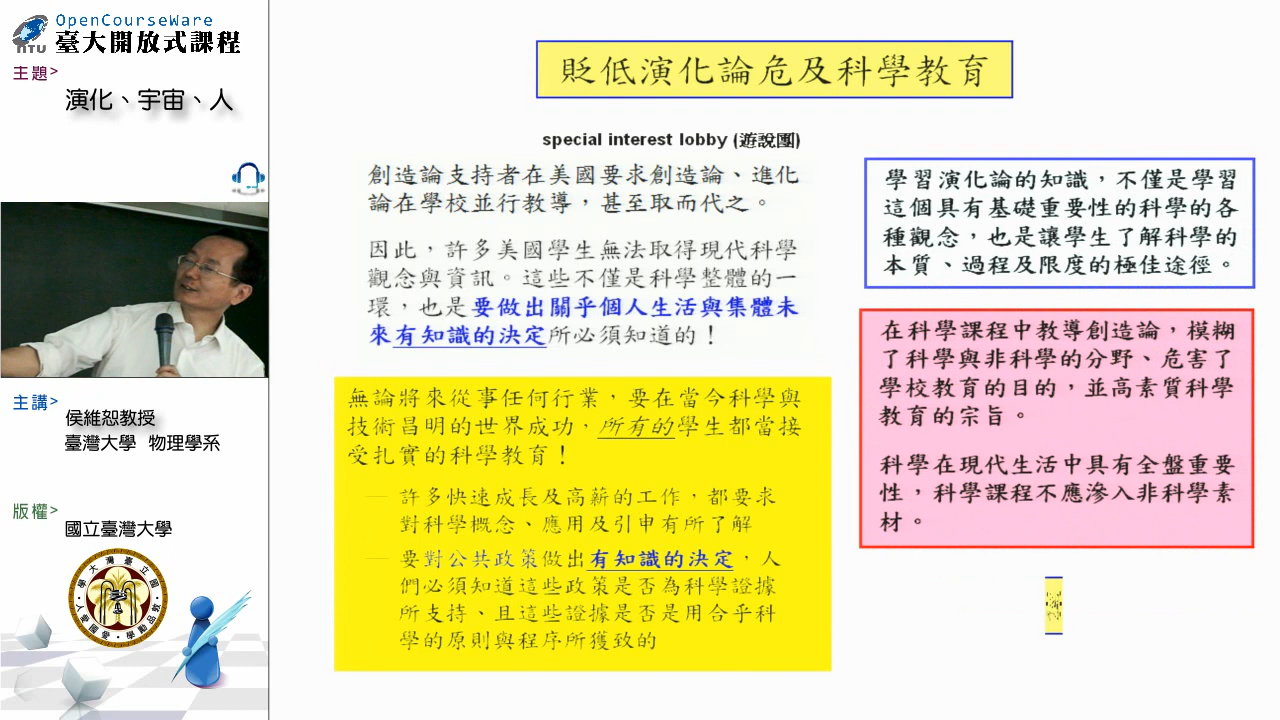 OpenCourseWare
NTU
臺大開放式課程
主題>
演化、宇宙、人
主講>
侯維恕教授
臺灣大學 物理學系
版權>
國立臺灣大學
貶低演化論危及科學教育
special interest lobby (遊說團)
創造論支持者在美國要求創造論、進化
論在學校並行教導，甚至取而代之。
因此，許多美國學生無法取得現代科學
觀念與資訊。這些不僅是科學整體的一
環，也是要做出關乎個人生活與集體未
來有知識的決定所必須知道的！
無論將來從事任何行業，要在當今科學與
技術昌明的世界成功，所有的學生都當接
受扎實的科學教育！
— 許多快速成長及高薪的工作，都要求
對科學概念、應用及引申有所了解
— 要對公共政策做出有知識的決定，人
們必須知道這些政策是否為科學證據
所支持、且這些證據是否是用合乎科
學的原則與程序所獲致的
學習演化論的知識，不僅是學習
這個具有基礎重要性的科學的各
種觀念，也是讓學生了解科學的
本質、過程及限度的極佳途徑。
在科學課程中教導創造論，模糊
了科學與非科學的分野、危害了
學校教育的目的，並高素質科學
教育的宗旨。
科學在現代生活中具有全盤重要
性，科學課程不應滲入非科學素
材。